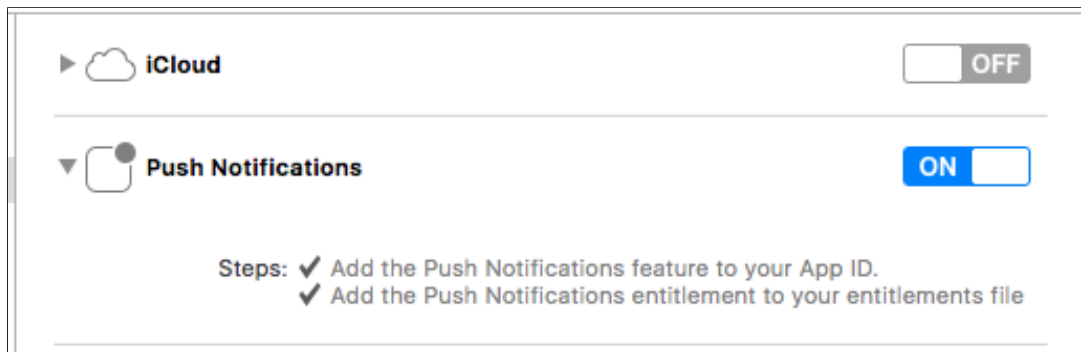 iCloud OFF
Push Notifications ON
Steps: ✔ Add the Push Notifications feature to your App ID.
✔ Add the Push Notifications entitlement to your entitlements file